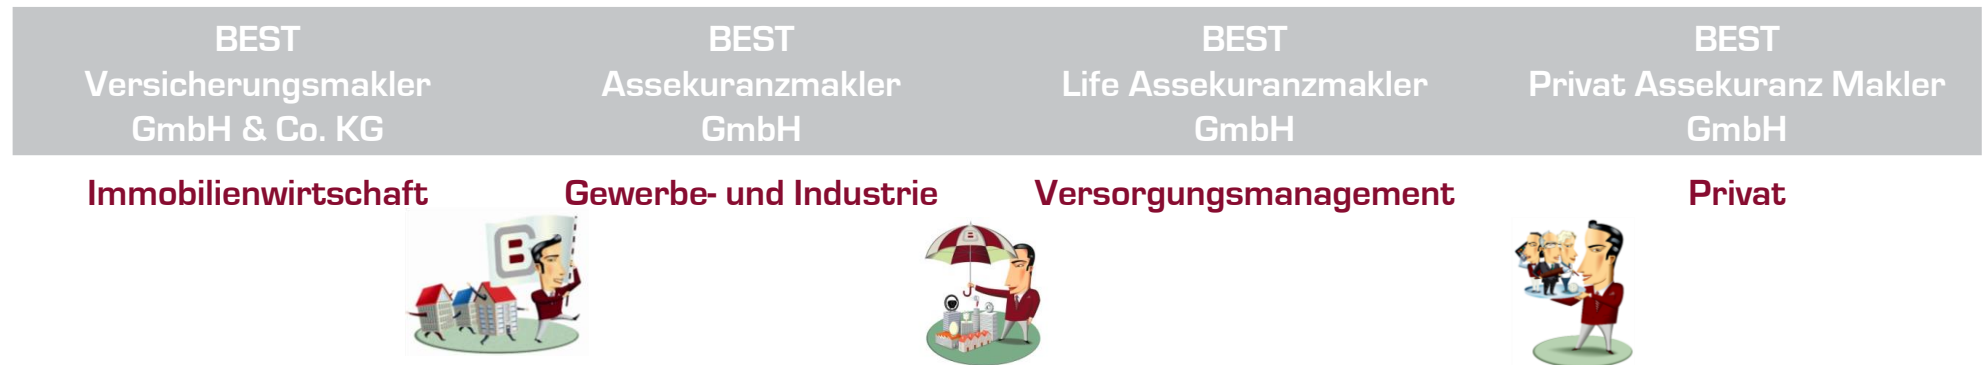 BEST
Versicherungsmakler
GmbH & Co. KG
BEST
Assekuranzmakler
GmbH
BEST
Life Assekuranzmakler
GmbH
BEST
Privat Assekuranz Makler
GmbH
Immobilienwirtschaft
Gewerbe- und Industrie
Versorgungsmanagement
Privat